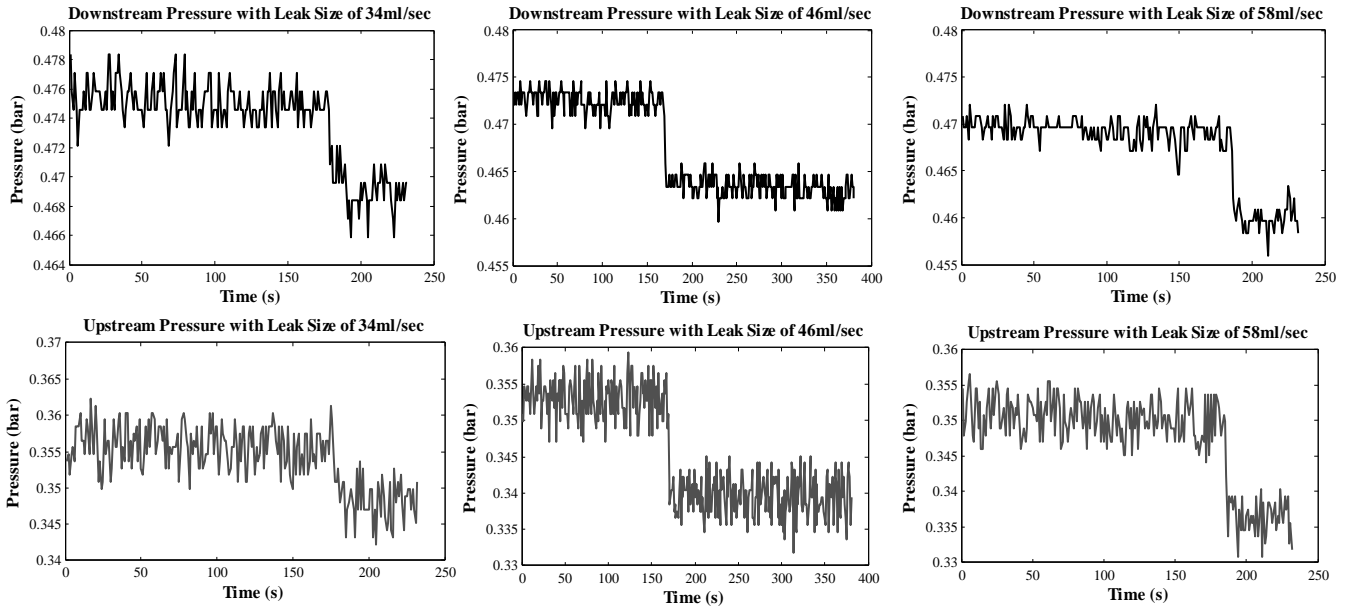 Downstream Pressure with Leak Size of 34ml/sec
0.48
0.478
0.476
0.474
0.472
0.47
0.468
0.466
0.464
Pressure (bar)
0 50 100 150 200 250
Time (s)
Downstream Pressure with Leak Size of 46ml/sec
0.48
0.475
0.47
0.465
0.46
0.455
Pressure (bar)
0 50 100 150 200 250 300 350 400
Time (s)
Downstream Pressure with Leak Size of 58ml/sec
0.48
0.475
0.47
0.465
0.46
0.455
Pressure (bar)
0 50 100 150 200 250
Time (s)
Upstream Pressure with Leak Size of 34ml/sec
0.37
0.365
0.36
0.355
0.35
0.345
0.34
Pressure (bar)
0 50 100 150 200 250
Time (s)
Upstream Pressure with Leak Size of 46ml/sec
0.36
0.355
0.35
0.345
0.34
0.335
0.33
Pressure (bar)
0 50 100 150 200 250 300 350 400
Time (s)
Upstream Pressure with Leak Size of 58ml/sec
0.36
0.355
0.35
0.345
0.34
0.335
0.33
Pressure (bar)
0 50 100 150 200 250
Time (s)